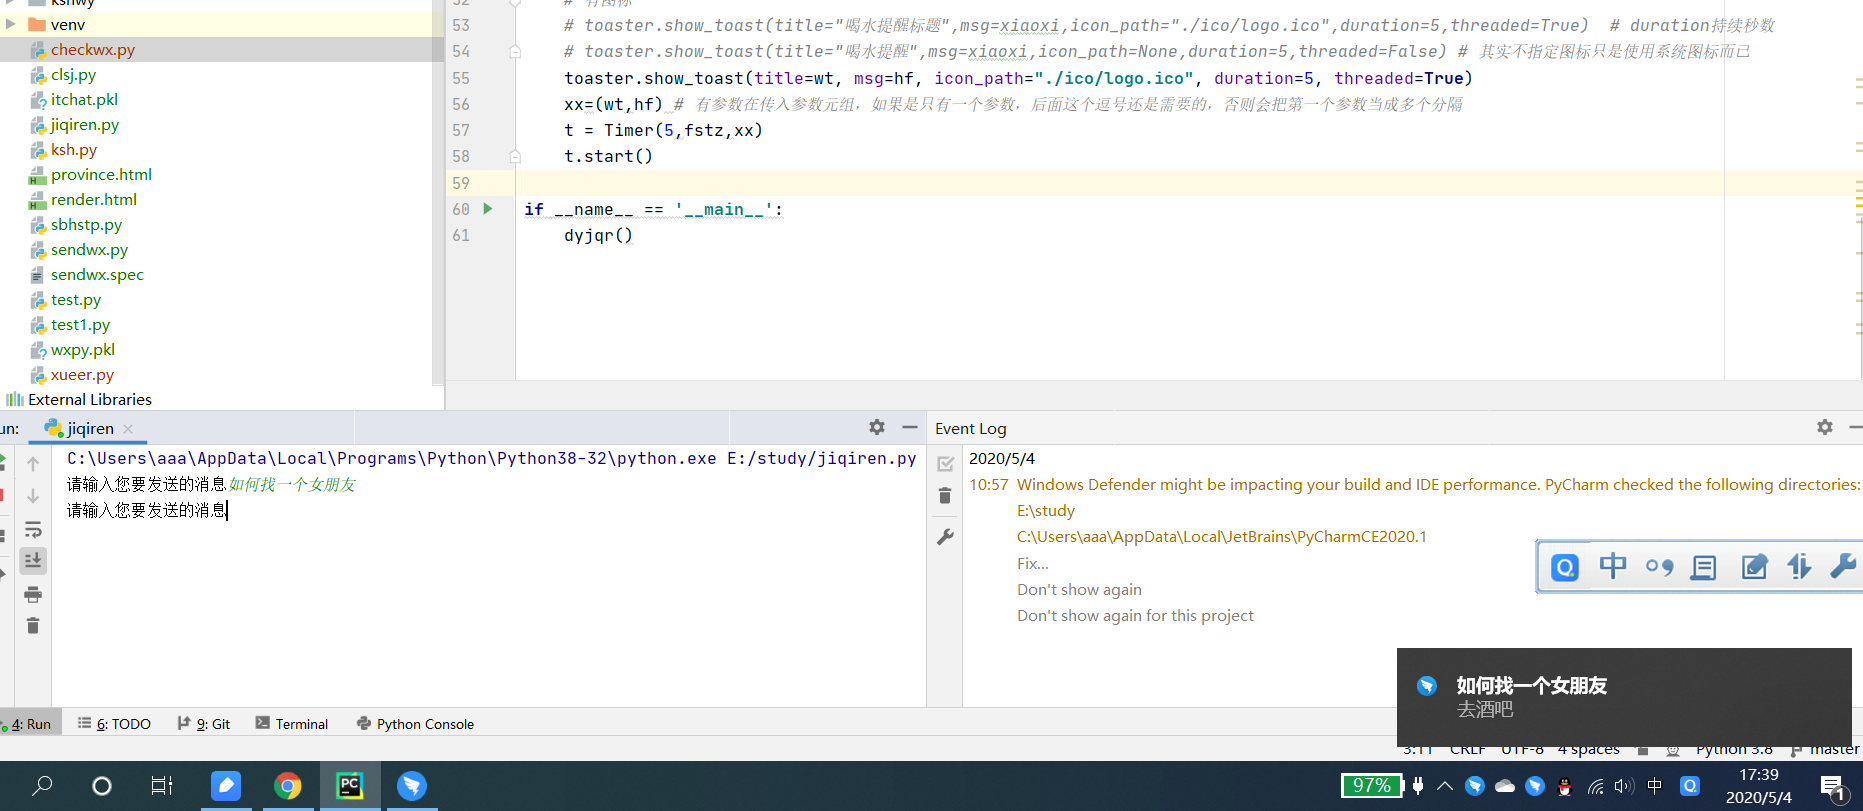 kshwy
venv
checkwx.py
clsj.py
itchat.pkl
jiqiren.py
ksh.py
province.html
render.html
sbhstp.py
sendwx.py
sendwx.spec
test.py
test1.py
wxpy.pkl
xueer.py
External Libraries
52 # 有图标
53 # toaster.show_toast(title="喝水提醒标题",msg=xiaoxi,icon_path="./ico/logo.ico",duration=5,threaded=True)  # duration持续秒数
54 # toaster.show_toast(title="喝水提醒",msg=xiaoxi,icon_path=None,duration=5,threaded=False) # 其实不指定图标只是使用系统图标而已
55 toaster.show_toast(title=wt, msg=hf, icon_path="./ico/logo.ico", duration=5, threaded=True)
56 xx=(wt,hf) # 有参数在传入参数元组，如果是只有一个参数，后面这个逗号还是需要的，否则会把第一个参数当成多个分隔
57 t = Timer(5,fstz,xx)
58 t.start()
59
60 if __name__ == '__main__':
61 dyjqr()
un: jiqiren
C:\Users\aaa\AppData\Local\Programs\Python\Python38-32\python.exe E:/study/jiqiren.py
请输入您要发送的消息如何找一个女朋友
请输入您要发送的消息
Event Log
2020/5/4
10:57 Windows Defender might be impacting your build and IDE performance. PyCharm checked the following directories:
E:\study
C:\Users\aaa\AppData\Local\JetBrains\PyCharmCE2020.1
Fix...
Don't show again
Don't show again for this project
中
如何找一个女朋友
去酒吧
4: Run 6: TODO 9: Git Terminal Python Console
3:11 CRLF UTF-8 4 spaces Python 3.8 master
PC
97% 中 17:39
2020/5/4
1